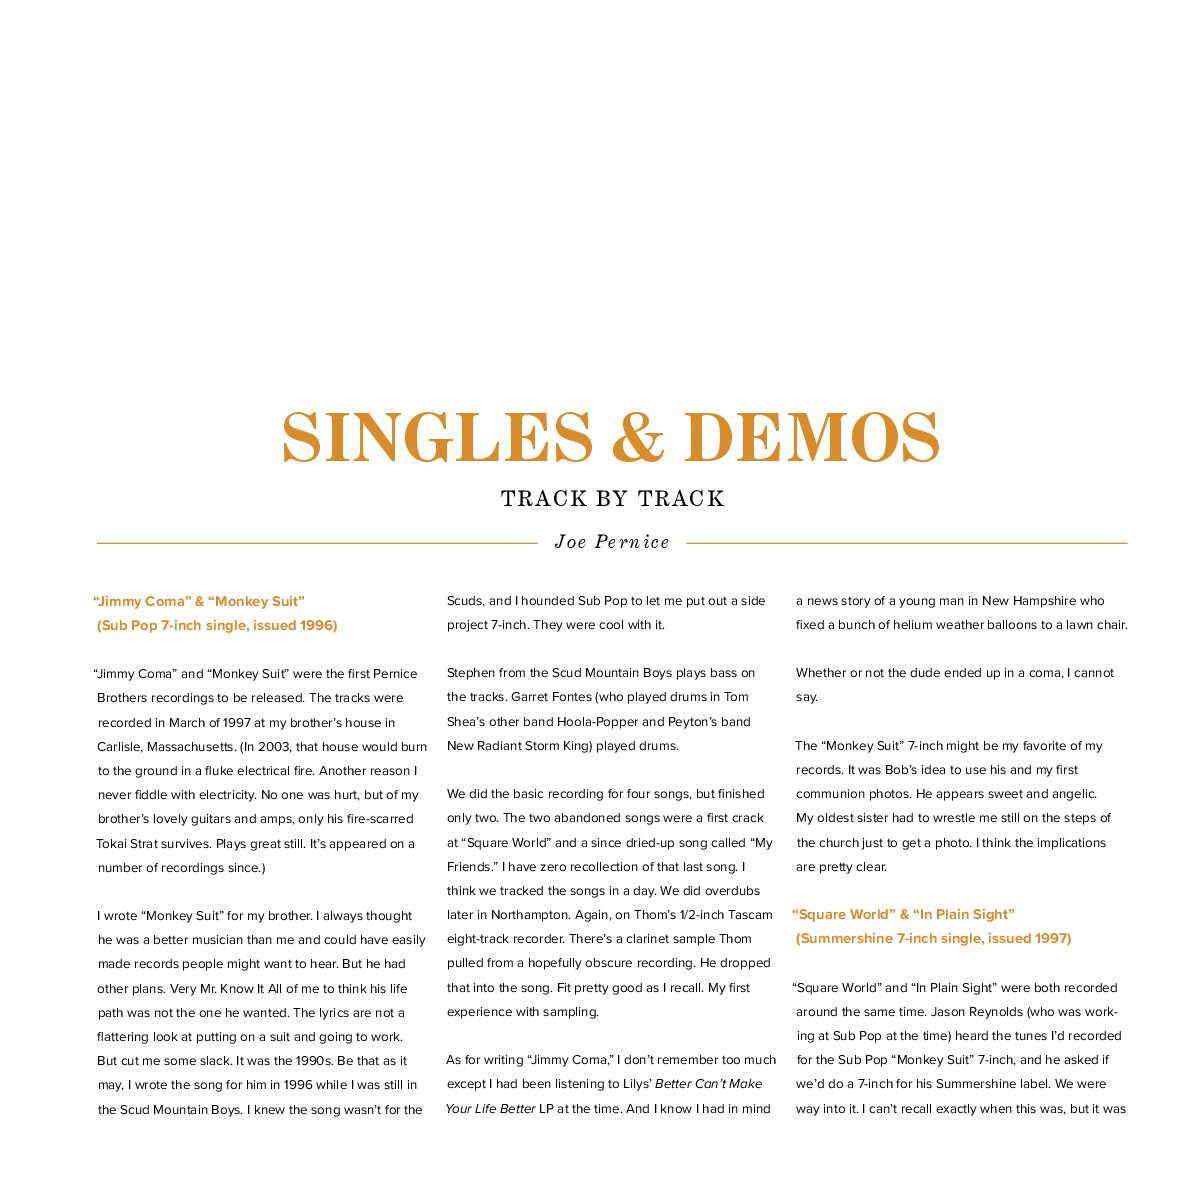 SINGLES & DEMOS
TRACK BY TRACK
Joe Pernice
“Jimmy Coma” & “Monkey Suit”
(Sub Pop 7-inch single, issued 1996)
“Jimmy Coma” and “Monkey Suit” were the first Pernice
Brothers recordings to be released. The tracks were
recorded in March of 1997 at my brother’s house in
Carlisle, Massachusetts. (In 2003, that house would burn
to the ground in a fluke electrical fire. Another reason I
never fiddle with electricity. No one was hurt, but of my
brother’s lovely guitars and amps, only his fire-scarred
Tokai Strat survives. Plays great still. It’s appeared on a
number of recordings since.)
I wrote “Monkey Suit” for my brother. I always thought
he was a better musician than me and could have easily
made records people might want to hear. But he had
other plans. Very Mr. Know It All of me to think his life
path was not the one he wanted. The lyrics are not a
flattering look at putting on a suit and going to work.
But cut me some slack. It was the 1990s. Be that as it
may, I wrote the song for him in 1996 while I was still in
the Scud Mountain Boys. I knew the song wasn’t for the
Scuds, and I hounded Sub Pop to let me put out a side
project 7-inch. They were cool with it.
Stephen from the Scud Mountain Boys plays bass on
the tracks. Garret Fontes (who played drums in Tom
Shea’s other band Hoola-Popper and Peyton’s band
New Radiant Storm King) played drums.
We did the basic recording for four songs, but finished
only two. The two abandoned songs were a first crack
at “Square World” and a since dried-up song called “My
Friends.” I have zero recollection of that last song. I
think we tracked the songs in a day. We did overdubs
later in Northampton. Again, on Thom’s 1/2-inch Tascam
eight-track recorder. There’s a clarinet sample Thom
pulled from a hopefully obscure recording. He dropped
that into the song. Fit pretty good as I recall. My first
experience with sampling.
As for writing “Jimmy Coma,” I don’t remember too much
except I had been listening to Lilys’ Better Can’t Make
Your Life Better LP at the time. And I know I had in mind
a news story of a young man in New Hampshire who
fixed a bunch of helium weather balloons to a lawn chair.
Whether or not the dude ended up in a coma, I cannot
say.
The “Monkey Suit” 7-inch might be my favorite of my
records. It was Bob’s idea to use his and my first
communion photos. He appears sweet and angelic.
My oldest sister had to wrestle me still on the steps of
the church just to get a photo. I think the implications
are pretty clear.
“Square World” & “In Plain Sight”
(Summershine 7-inch single, issued 1997)
“Square World” and “In Plain Sight” were both recorded
around the same time. Jason Reynolds (who was work-
ing at Sub Pop at the time) heard the tunes I’d recorded
for the Sub Pop “Monkey Suit” 7-inch, and he asked if
we’d do a 7-inch for his Summershine label. We were
way into it. I can’t recall exactly when this was, but it was